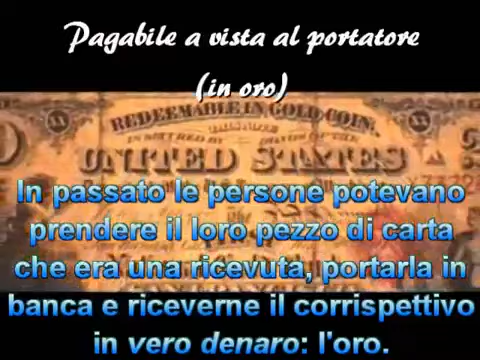 Pagabile a vista al portatore
(in oro)
REDEEMABLE IN GOLD COIN
UNITED STATES
In passato le persone potevano
prendere il loro pezzo di carta
che era una ricevuta, portarla in
banca e riceverne il corrispettivo
in vero denaro: l'oro.